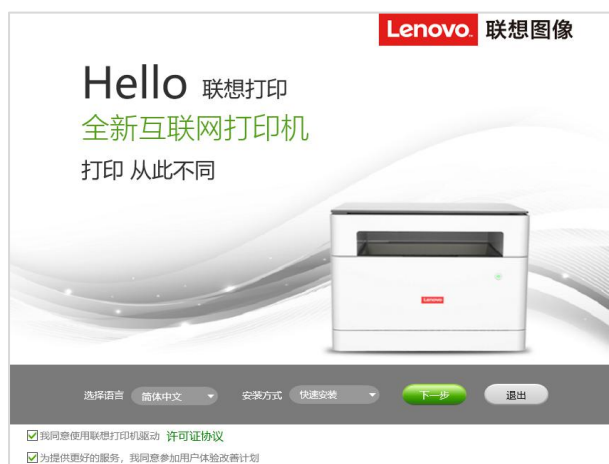 Lenovo. 联想图像
Hello 联想打印
全新互联网打印机
打印 从此不同
Lenovo
选择语言 简体中文 安装方式 快速安装 下一步 退出
我同意使用联想打印机驱动 许可证协议
为提供更好的服务，我同意参加用户体验改善计划